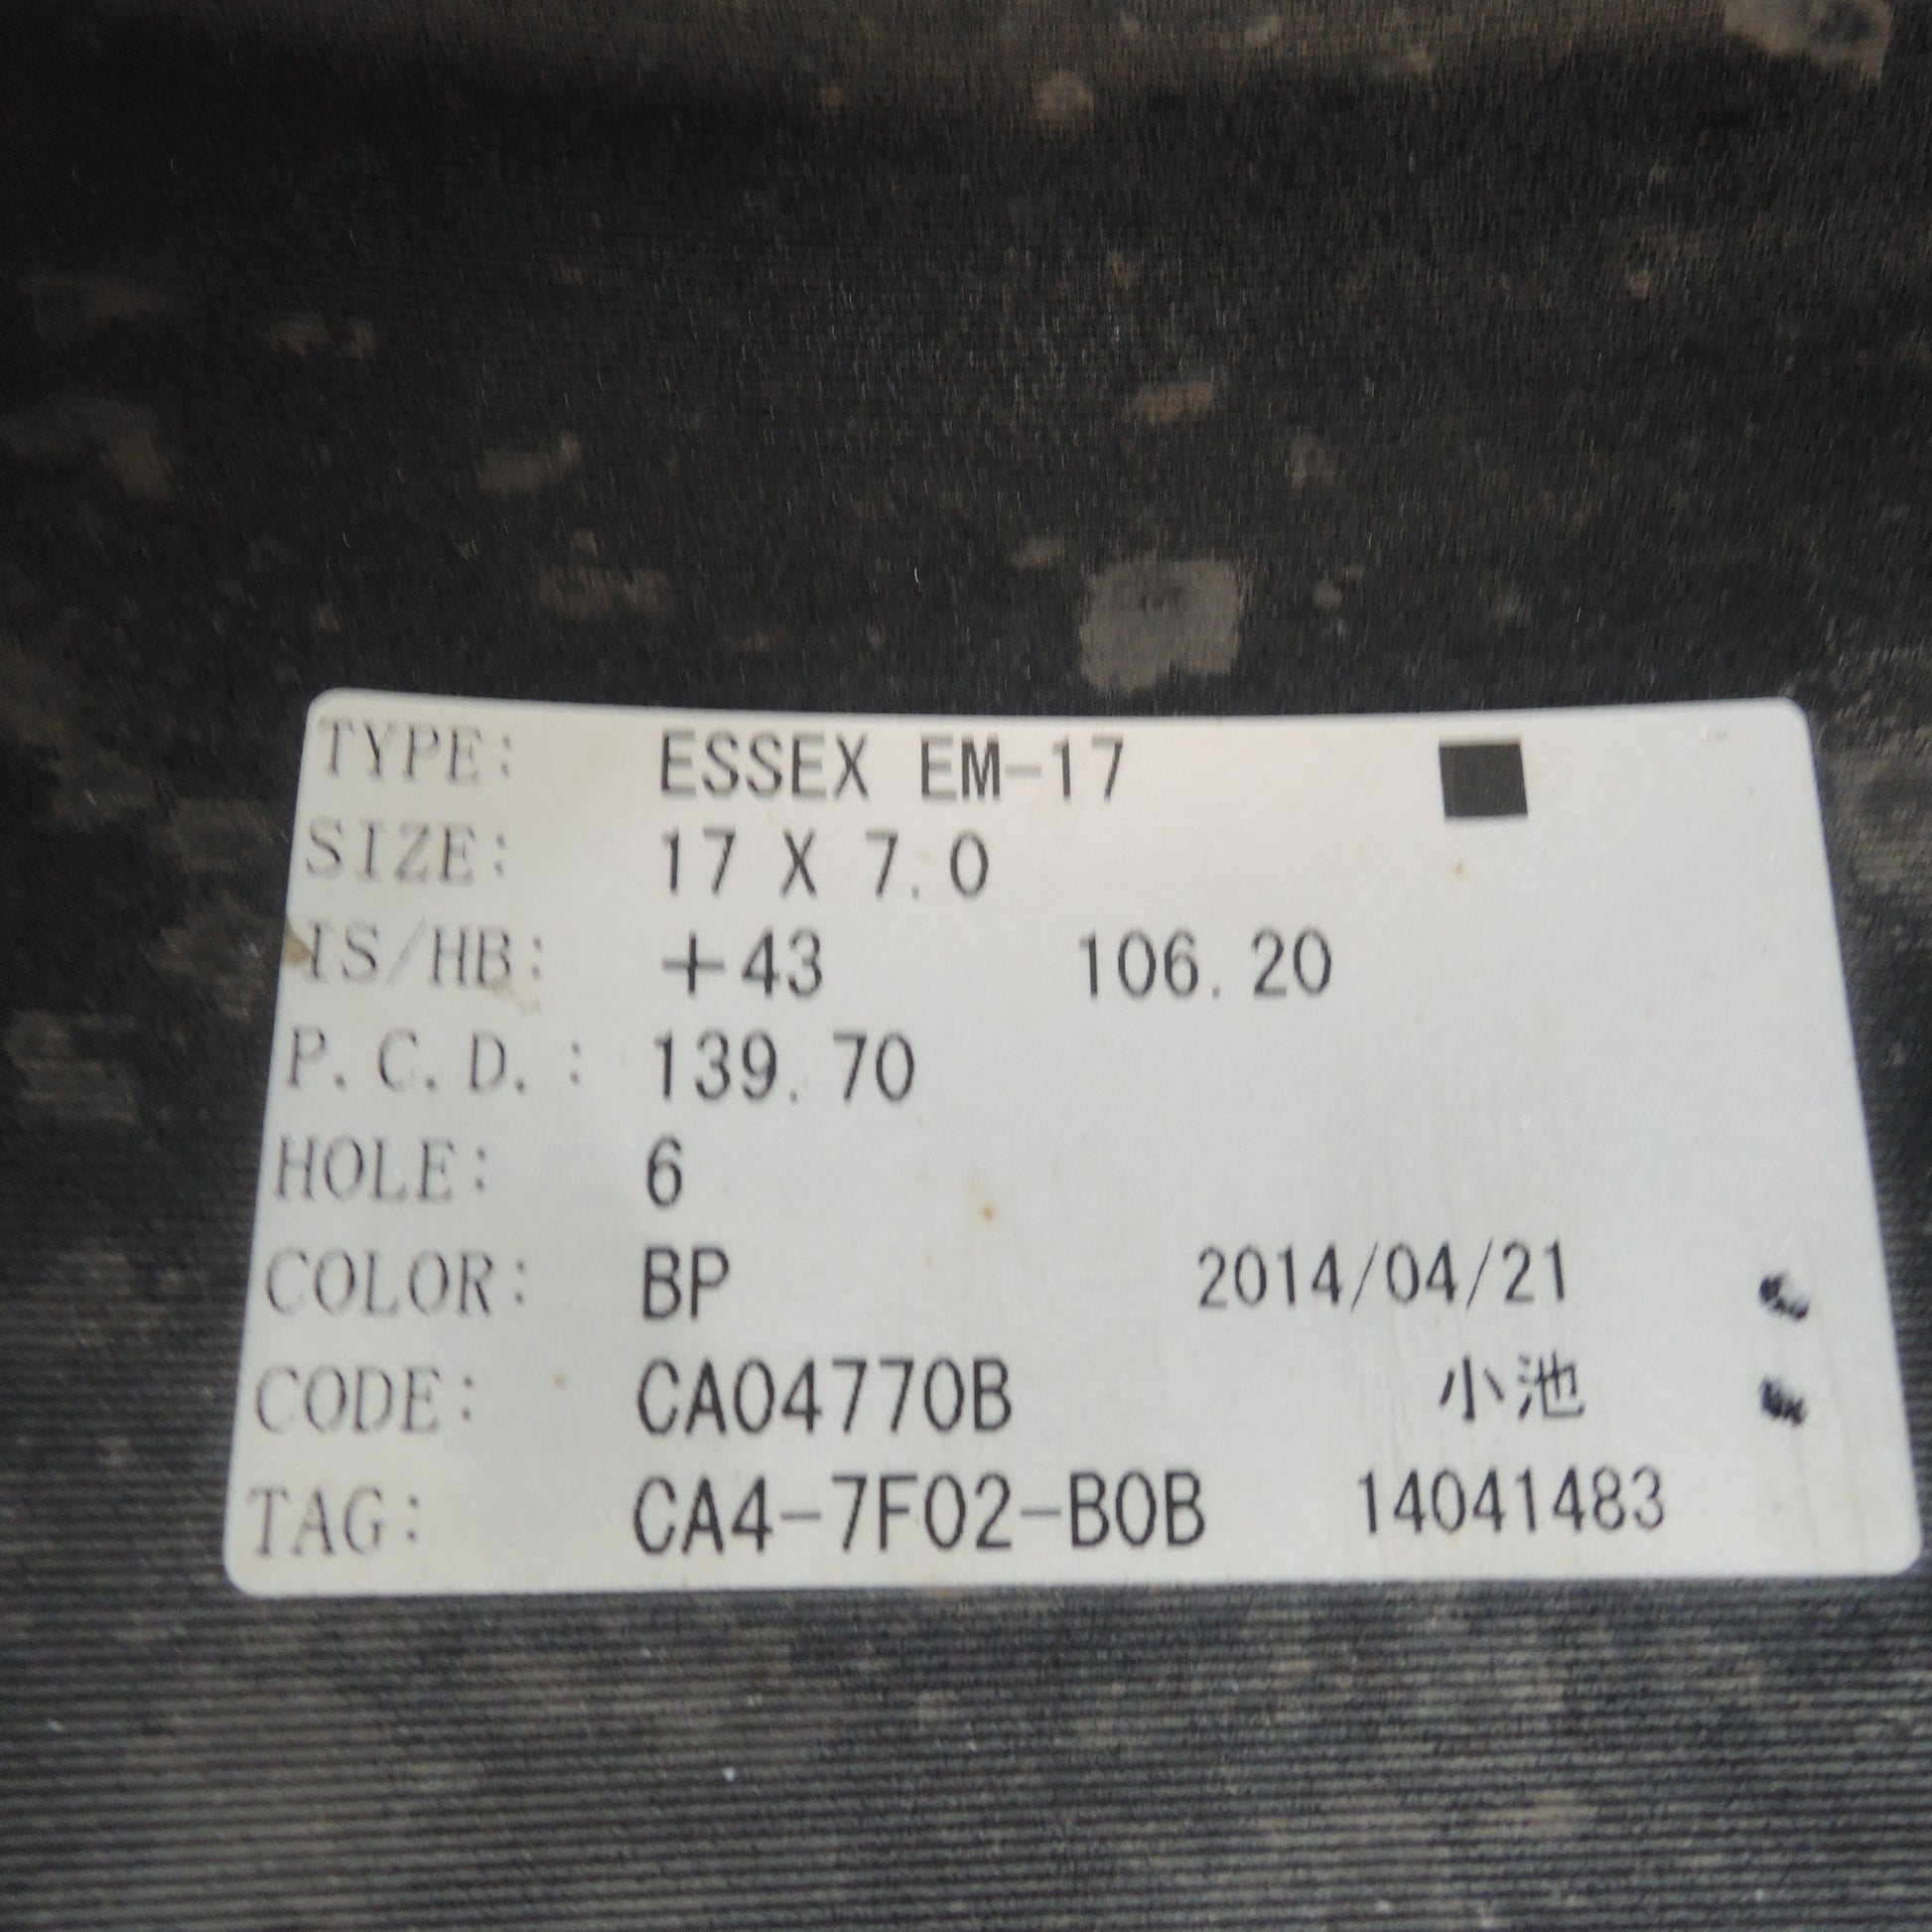 TYPE: ESSEX EM-17 ■
SIZE: 17 X 7.0
IS/HB: +43 106.20
P.C.D.: 139.70
HOLE: 6
COLOR: BP 2014/04/21
CODE: CA04770B 小池
TAG: CA4-7F02-B0B 14041483